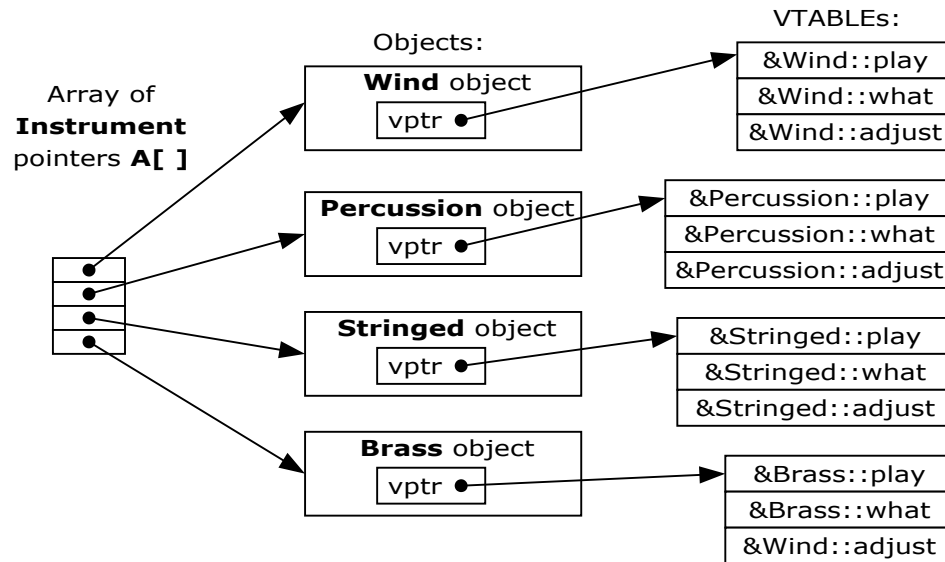 Array of
Instrument
pointers A[ ]
Objects:
Wind object
vptr
Percussion object
vptr
Stringed object
vptr
Brass object
vptr
VTABLEs:
&Wind::play
&Wind::what
&Wind::adjust
&Percussion::play
&Percussion::what
&Percussion::adjust
&Stringed::play
&Stringed::what
&Stringed::adjust
&Brass::play
&Brass::what
&Wind::adjust